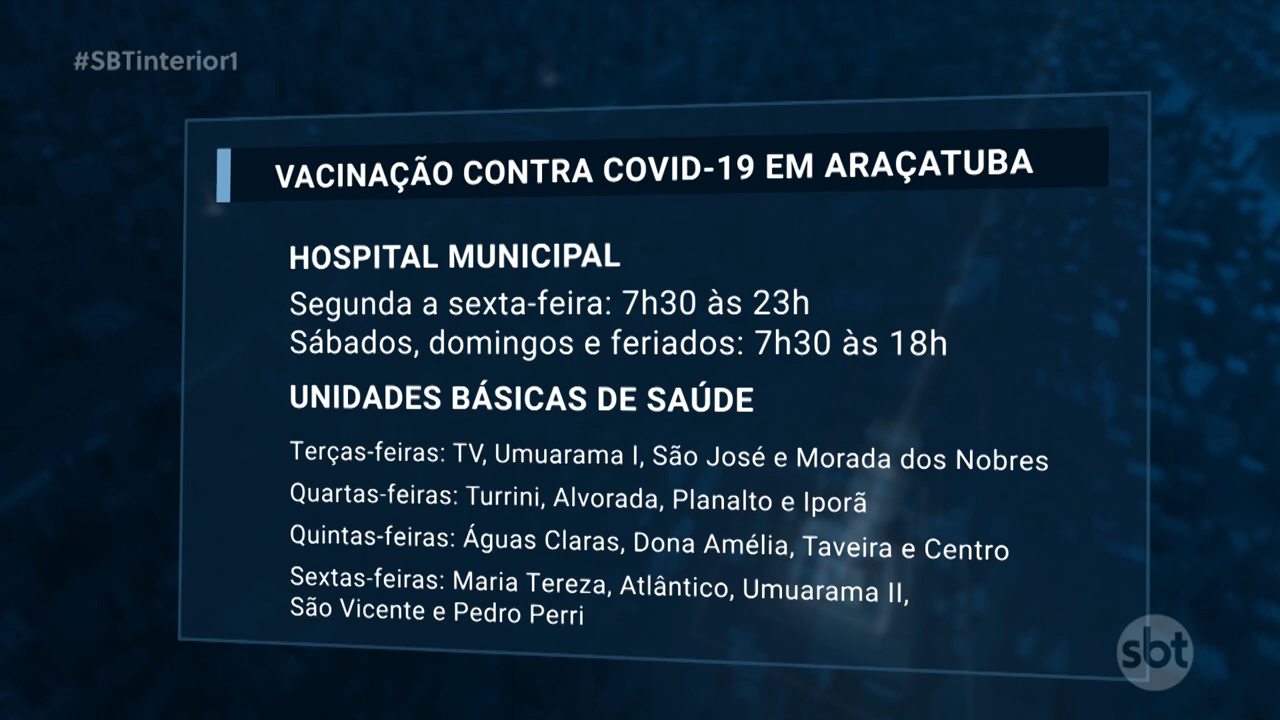 #SBTinterior1
VACINAÇÃO CONTRA COVID-19 EM ARAÇATUBA
HOSPITAL MUNICIPAL
Segunda a sexta-feira: 7h30 às 23h
Sábados, domingos e feriados: 7h30 às 18h
UNIDADES BÁSICAS DE SAÚDE
Terças-feiras: TV, Umuarama I, São José e Morada dos Nobres
Quartas-feiras: Turrini, Alvorada, Planalto e Iporã
Quintas-feiras: Águas Claras, Dona Amélia, Taveira e Centro
Sextas-feiras: Maria Tereza, Atlântico, Umuarama II,
São Vicente e Pedro Perri
sbt